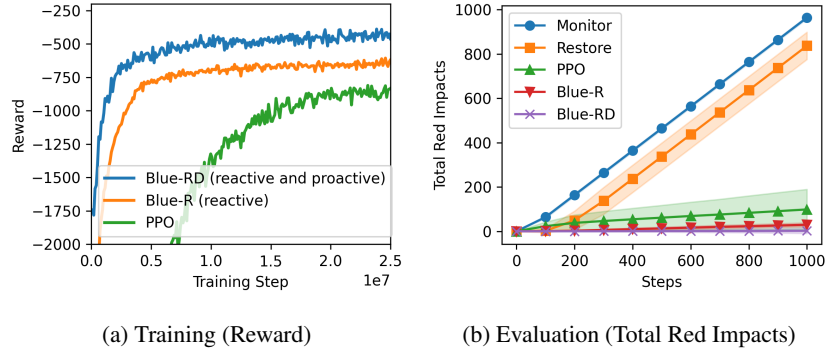 −250
−500
−750
−1000
−1250
−1500
−1750
−2000
Reward
Blue-RD (reactive and proactive)
Blue-R (reactive)
PPO
0.0 0.5 1.0 1.5 2.0 2.5
Training Step
1e7
(a) Training (Reward)
1000
800
600
400
200
0
Total Red Impacts
Monitor
Restore
PPO
Blue-R
Blue-RD
0 200 400 600 800 1000
Steps
(b) Evaluation (Total Red Impacts)